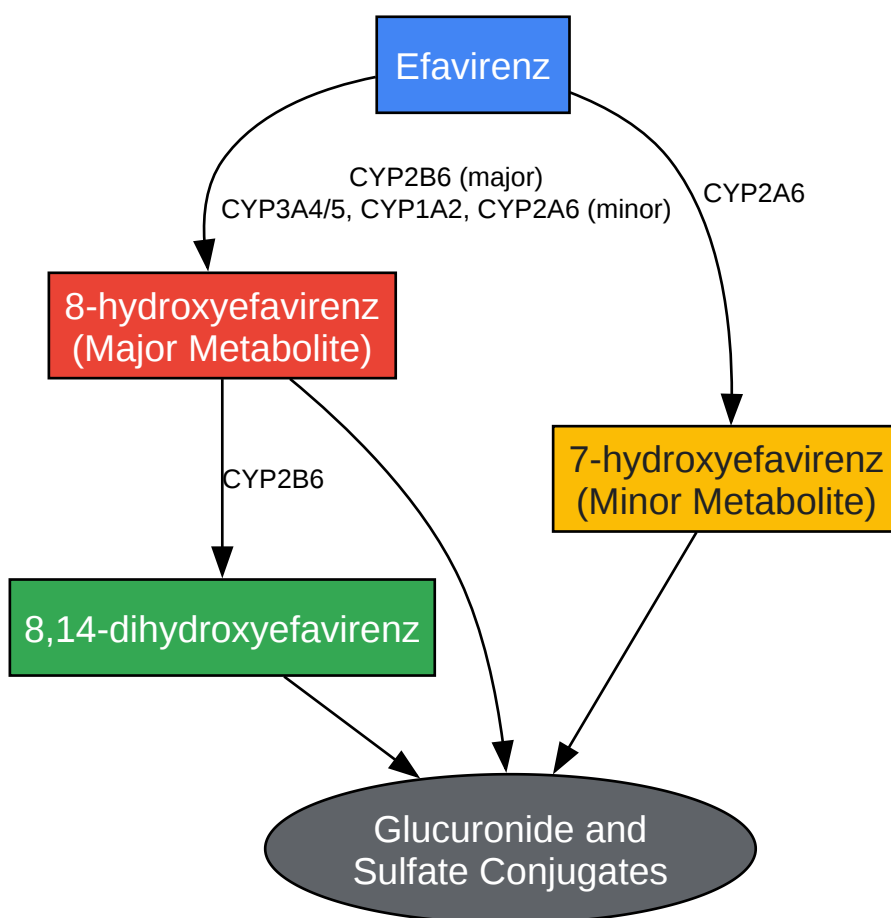 Efavirenz
CYP2B6 (major)
CYP3A4/5, CYP1A2, CYP2A6 (minor)
CYP2A6
8-hydroxyefavirenz
(Major Metabolite)
7-hydroxyefavirenz
(Minor Metabolite)
CYP2B6
8,14-dihydroxyefavirenz
Glucuronide and
Sulfate Conjugates